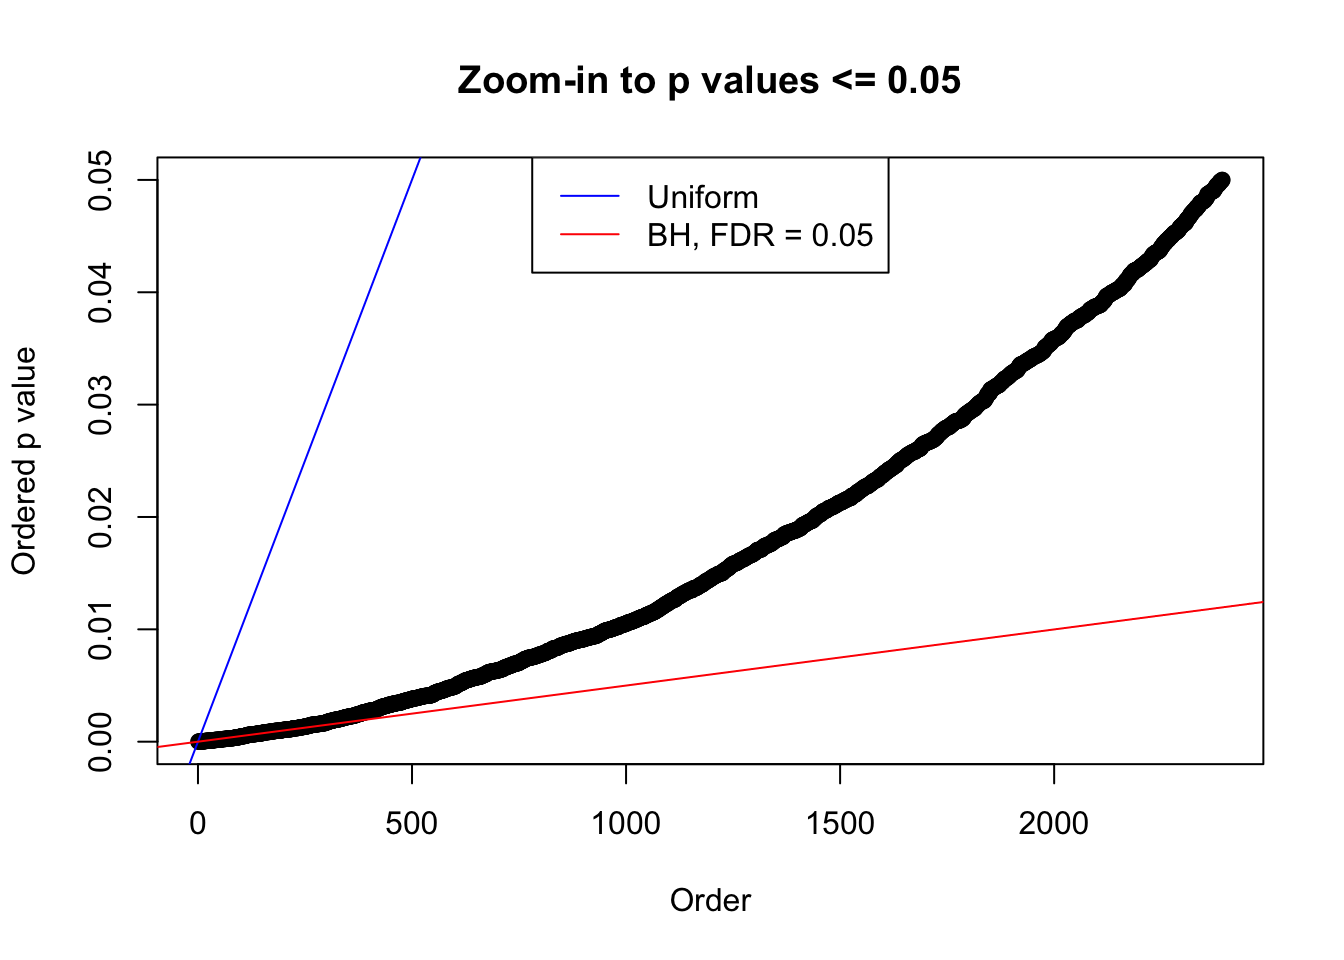 Zoom-in to p values <= 0.05
Uniform
BH, FDR = 0.05
Ordered p value
0.05
0.04
0.03
0.02
0.01
0.00
0 500 1000 1500 2000
Order